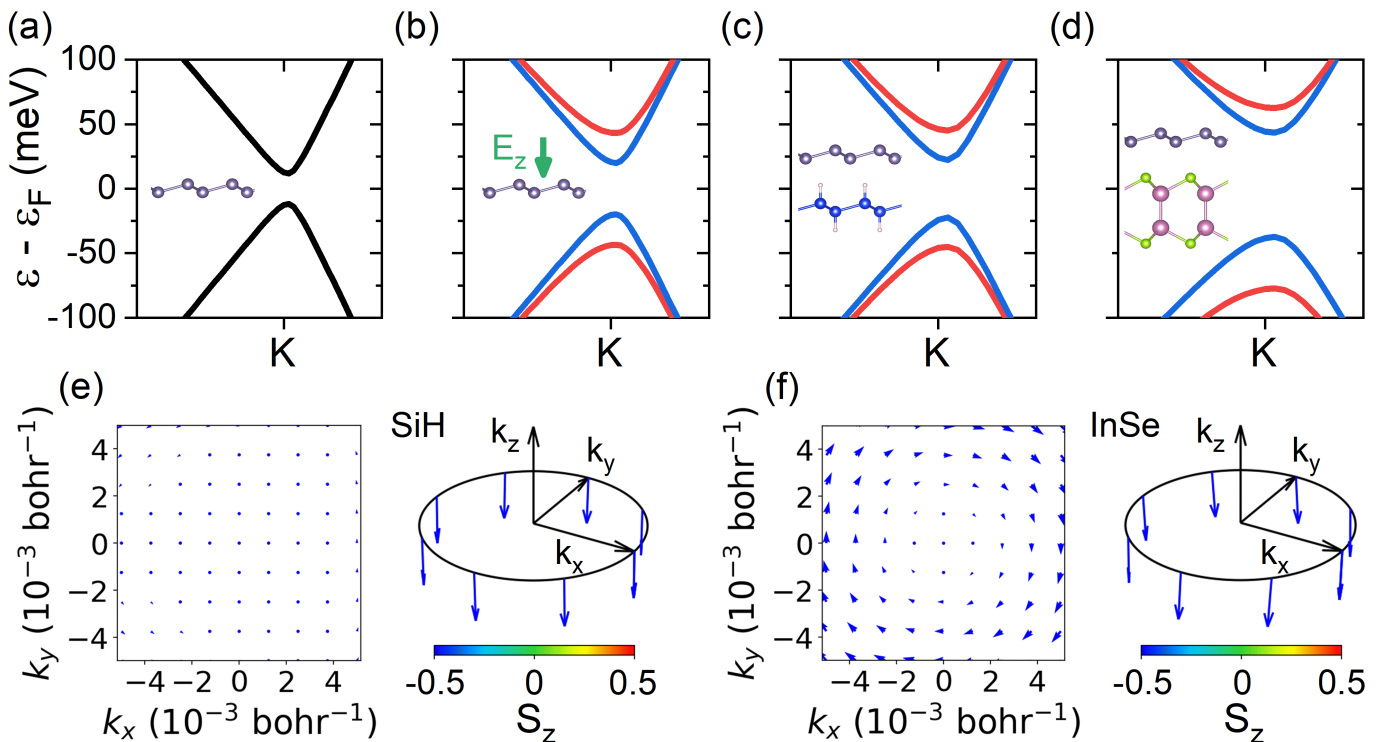 (a) (b) (c) (d)
ε - ε_F (meV)
100
50
0
-50
-100
E_z
K K K K
(e) (f)
k_y (10⁻³ bohr⁻¹)
4
2
0
−2
−4
−4 −2 0 2 4
k_x (10⁻³ bohr⁻¹)
SiH
k_z
k_y
k_x
-0.5 0 0.5
S_z
k_y (10⁻³ bohr⁻¹)
4
2
0
−2
−4
−4 −2 0 2 4
k_x (10⁻³ bohr⁻¹)
InSe
k_z
k_y
k_x
-0.5 0 0.5
S_z